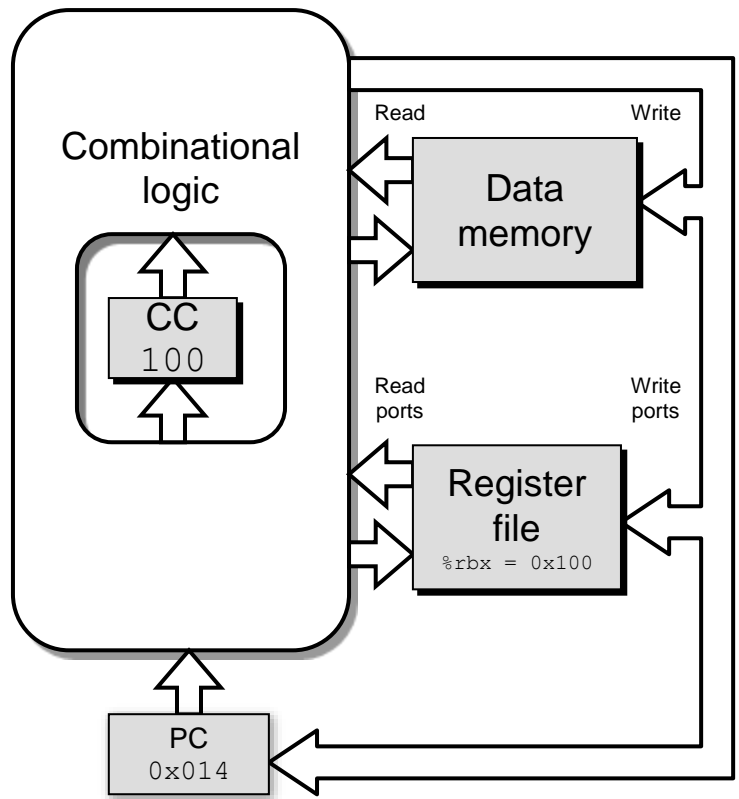 Combinational
logic
CC
100
Read
Write
Data
memory
Read
ports
Write
ports
Register
file
%rbx = 0x100
PC
0x014